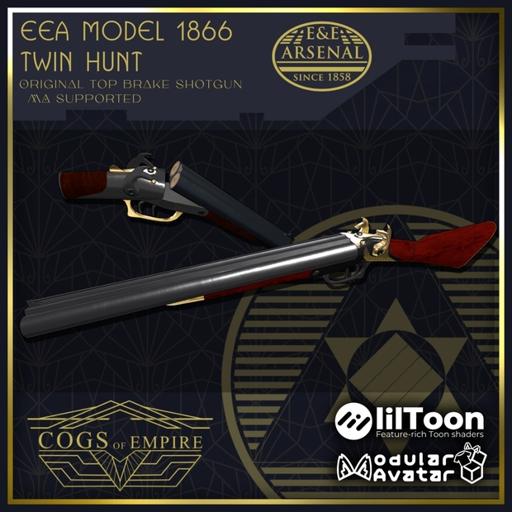 EEA MODEL 1866
TWIN HUNT
ORIGINAL TOP BRAKE SHOTGUN
MA SUPPORTED
E&E
ARSENAL
SINCE 1858
COGS OF EMPIRE
lilToon
Feature-rich Toon shaders
Modular
Avatar